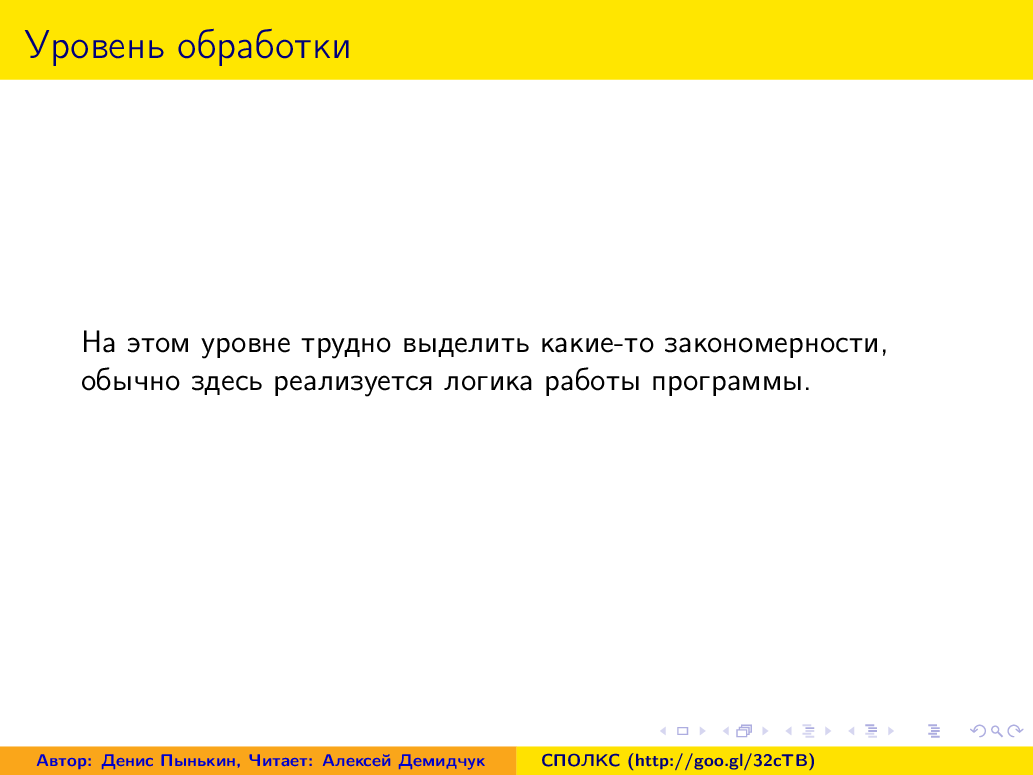 Уровень обработки
На этом уровне трудно выделить какие-то закономерности,
обычно здесь реализуется логика работы программы.
Автор: Денис Пынькин, Читает: Алексей Демидчук
СПОЛКС (http://goo.gl/32cTB)